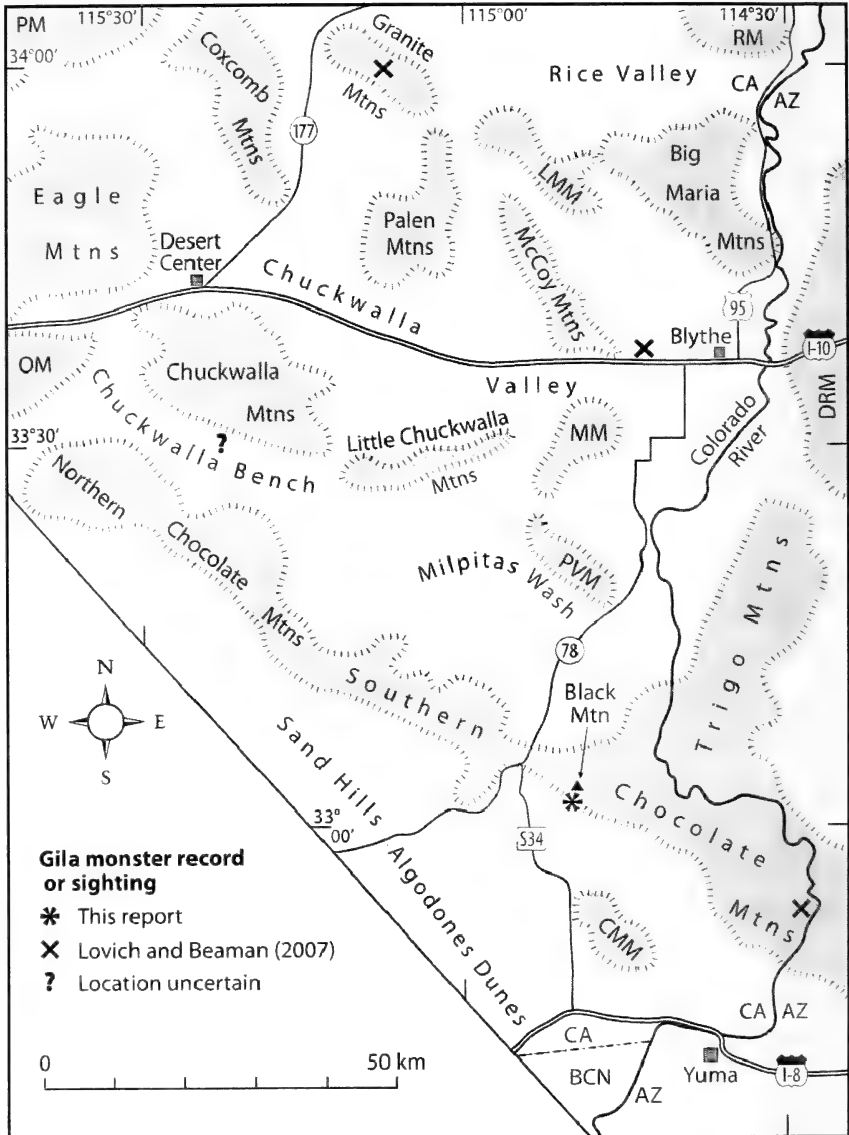 115°30'
115°00'
114°30'
PM
34°00'
Coxcomb
Mtns
Granite
Mtns
177
Rice Valley
RM
CA
AZ
Eagle
Mtns
Desert
Center
Palen
Mtns
LMM
Big
Maria
Mtns
McCoy Mtns
Chuckwalla
Valley
95
Blythe
I-10
OM
Chuckwalla
Mtns
Chuckwalla Bench
?
33°30'
Little Chuckwalla
Mtns
MM
Colorado
River
DRM
Northern
Chocolate
Mtns
Milpitas Wash
PVM
Trigo Mtns
78
Black
Mtn
N
W E
S
Southern
Chocolate
Mtns
Sand Hills
33°
00'
S34
Algodones Dunes
CMM
Gila monster record
or sighting
This report
Lovich and Beaman (2007)
? Location uncertain
0 50 km
CA AZ
CA
BCN
AZ
Yuma
I-8